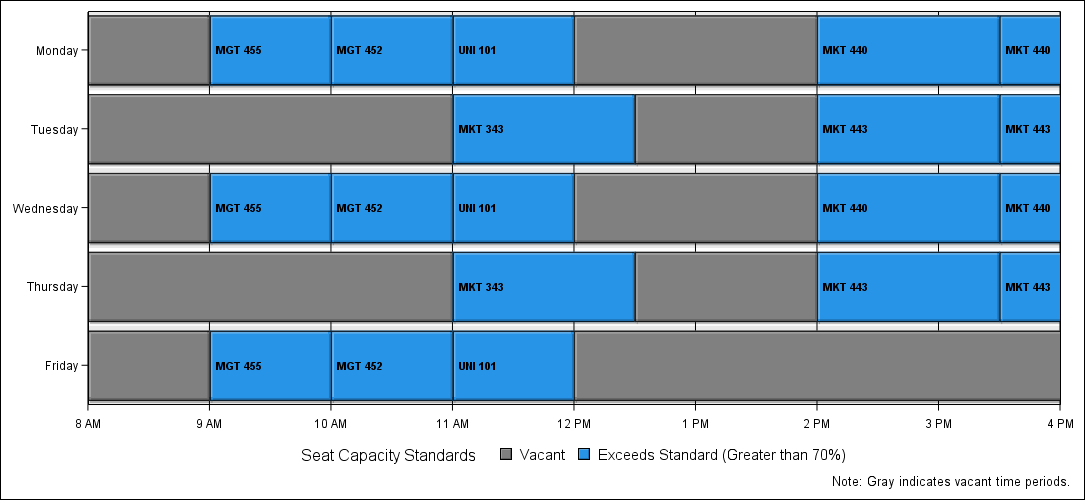 Monday MGT 455 MGT 452 UNI 101 MKT 440 MKT 440
Tuesday MKT 343 MKT 443 MKT 443
Wednesday MGT 455 MGT 452 UNI 101 MKT 440 MKT 440
Thursday MKT 343 MKT 443 MKT 443
Friday MGT 455 MGT 452 UNI 101
8 AM 9 AM 10 AM 11 AM 12 PM 1 PM 2 PM 3 PM 4 PM
Seat Capacity Standards Vacant Exceeds Standard (Greater than 70%)
Note: Gray indicates vacant time periods.